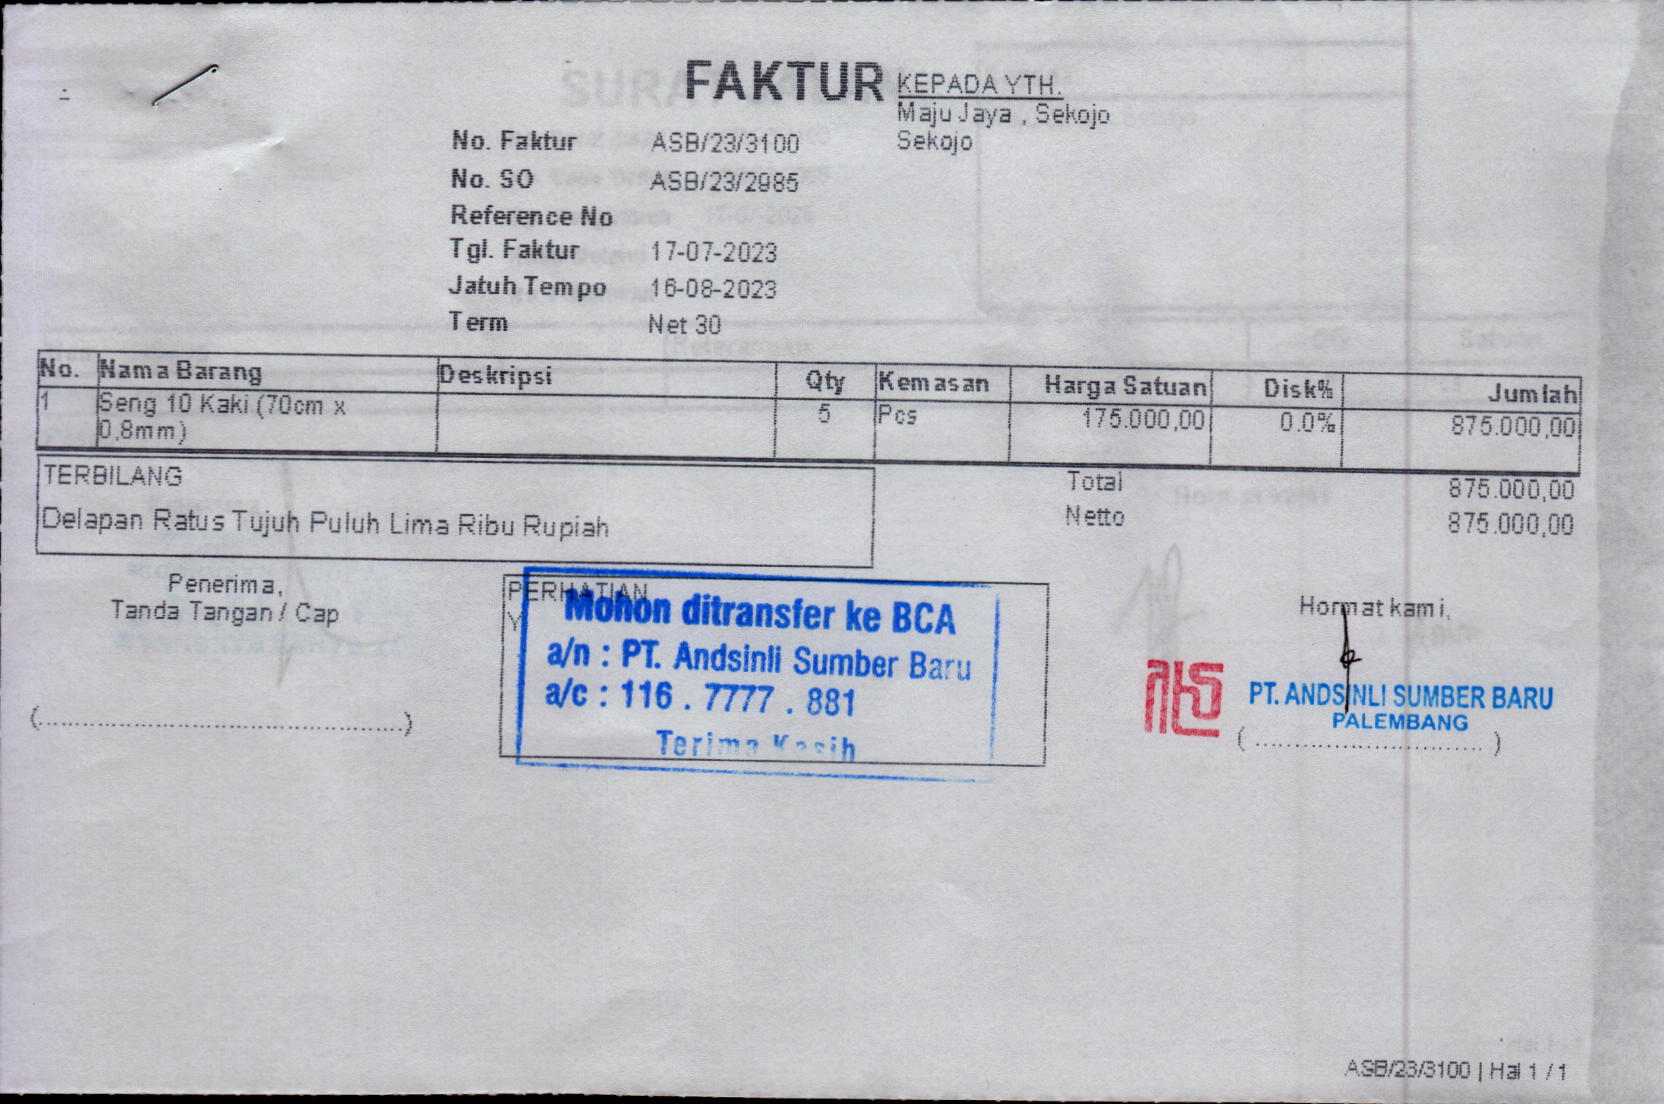 FAKTUR
KEPADA YTH.
Maju Jaya , Sekojo
Sekojo
No. Faktur ASB/23/3100
No. SO ASB/23/2985
Reference No
Tgl. Faktur 17-07-2023
Jatuh Tempo 16-08-2023
Term Net 30
No. Nama Barang Deskripsi Qty Kemasan Harga Satuan Disk% Jumlah
1 Seng 10 Kaki (70cm x 5 Pcs 175.000,00 0.0% 875.000,00
0,8mm)
TERBILANG
Delapan Ratus Tujuh Puluh Lima Ribu Rupiah
Total 875.000,00
Netto 875.000,00
Penerima,
Tanda Tangan / Cap
(....................................................)
PERHATIAN
Y
Mohon ditransfer ke BCA
a/n : PT. Andsinli Sumber Baru
a/c : 116 . 7777 . 881
Terima Kasih
Hormat kami,
PT. ANDSINLI SUMBER BARU
PALEMBANG
( ................................ )
ASB/23/3100 | Hal 1 / 1